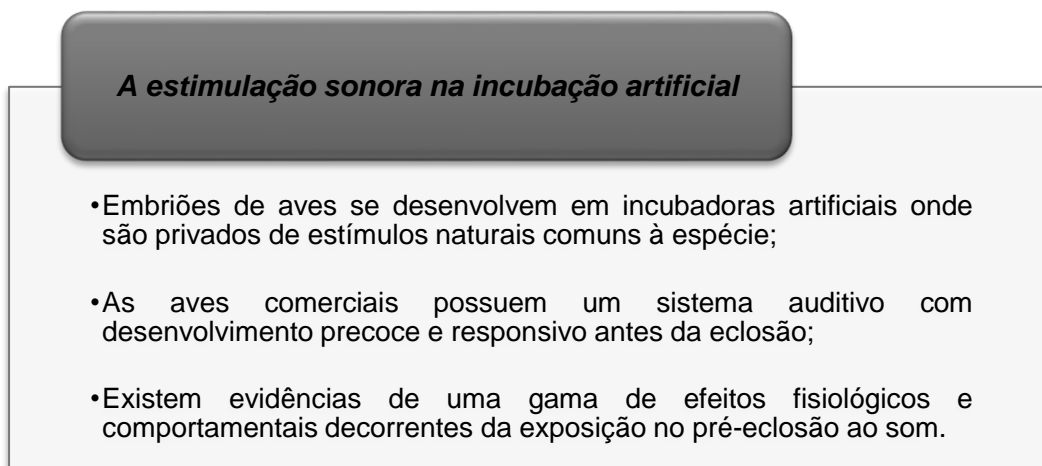 A estimulação sonora na incubação artificial
•Embriões de aves se desenvolvem em incubadoras artificiais onde
são privados de estímulos naturais comuns à espécie;
•As aves comerciais possuem um sistema auditivo com
desenvolvimento precoce e responsivo antes da eclosão;
•Existem evidências de uma gama de efeitos fisiológicos e
comportamentais decorrentes da exposição no pré-eclosão ao som.